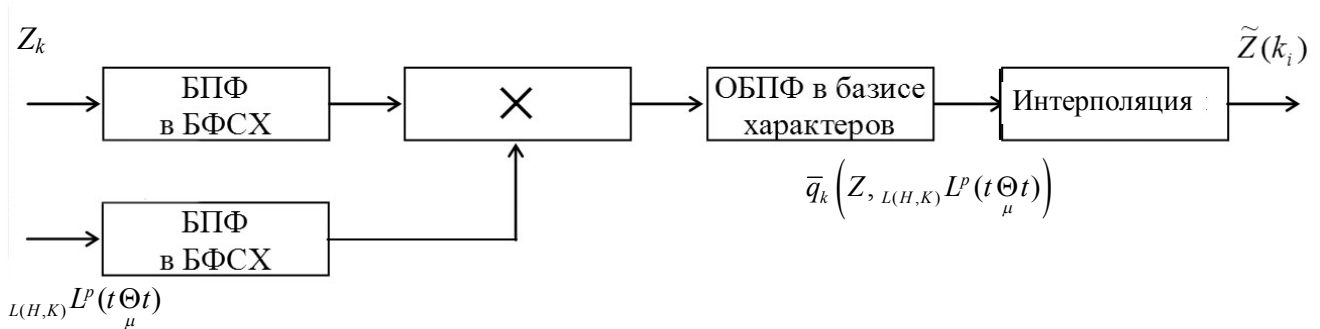 Z_k
Z̃(k_i)
БПФ
в БФСХ
×
ОБПФ в базисе
характеров
Интерполяция
q̄_k(Z, _{L(H,K)}L^p(t Θ_μ t))
БПФ
в БФСХ
_{L(H,K)}L^p(t Θ_μ t)